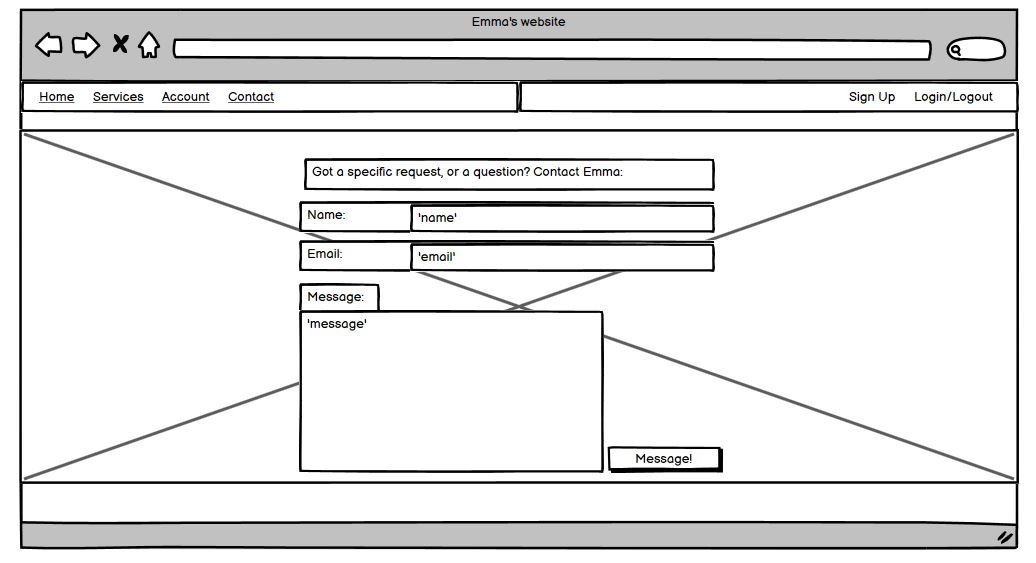 Emma's website
Home Services Account Contact Sign Up Login/Logout
Got a specific request, or a question? Contact Emma:
Name: 'name'
Email: 'email'
Message:
'message'
Message!